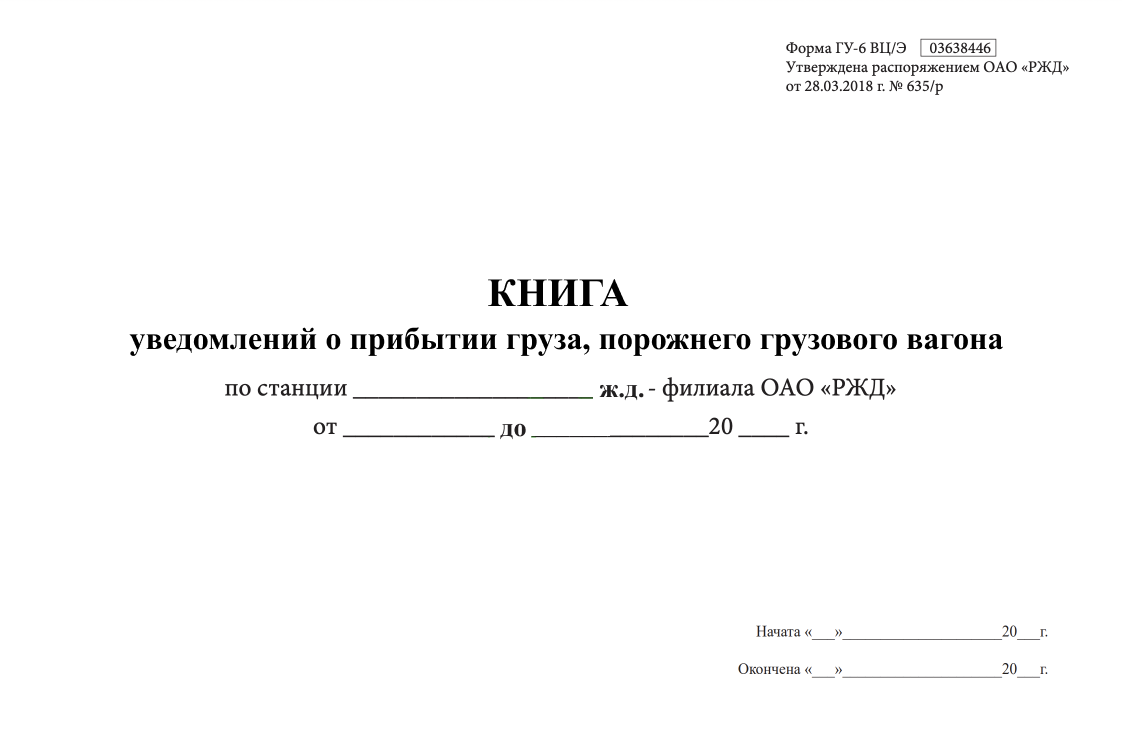 Форма ГУ-6 ВЦ/Э 03638446
Утверждена распоряжением ОАО «РЖД»
от 28.03.2018 г. № 635/р
КНИГА
уведомлений о прибытии груза, порожнего грузового вагона
по станции ____________________ ж.д. - филиала ОАО «РЖД»
от ____________ до ______________20 ____ г.
Начата «___»____________________20___г.
Окончена «___»____________________20___г.